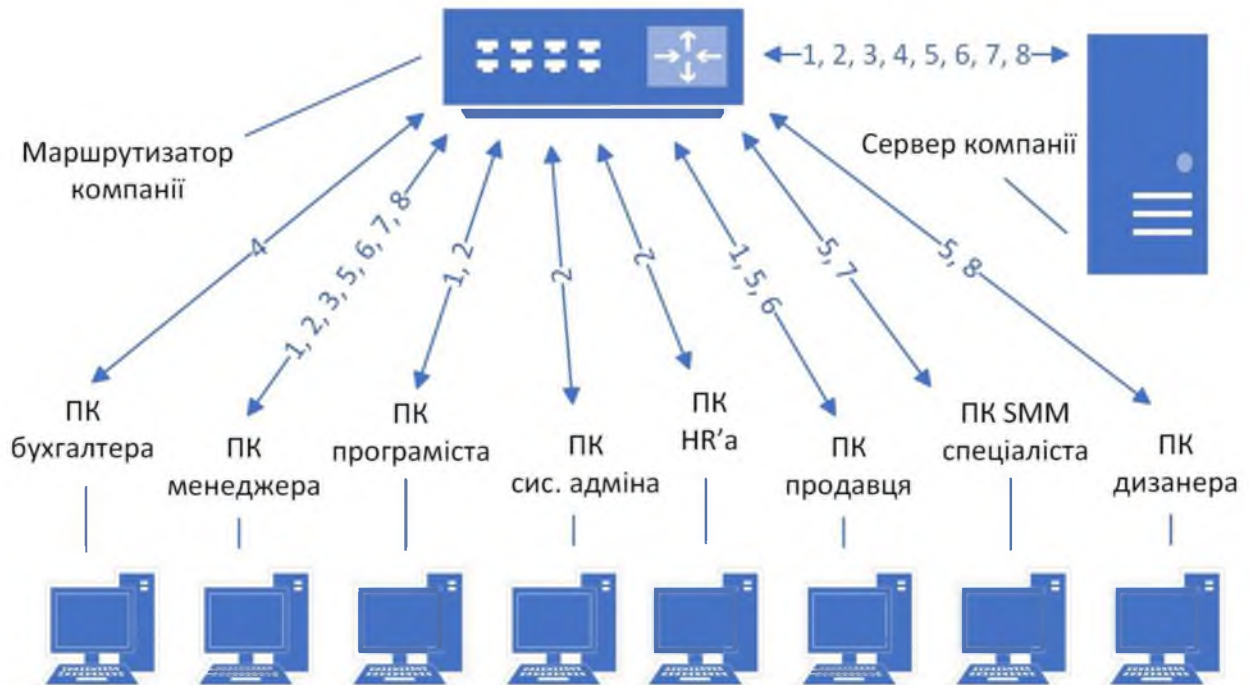 1, 2, 3, 4, 5, 6, 7, 8
Маршрутизатор
компанії
Сервер компанії
4
1, 2, 3, 5, 6, 7, 8
1, 2
2
2
1, 5, 6
5, 7
5, 8
ПК
бухгалтера
ПК
менеджера
ПК
програміста
ПК
сис. адміна
ПК
HR’а
ПК
продавця
ПК SMM
спеціаліста
ПК
дизанера